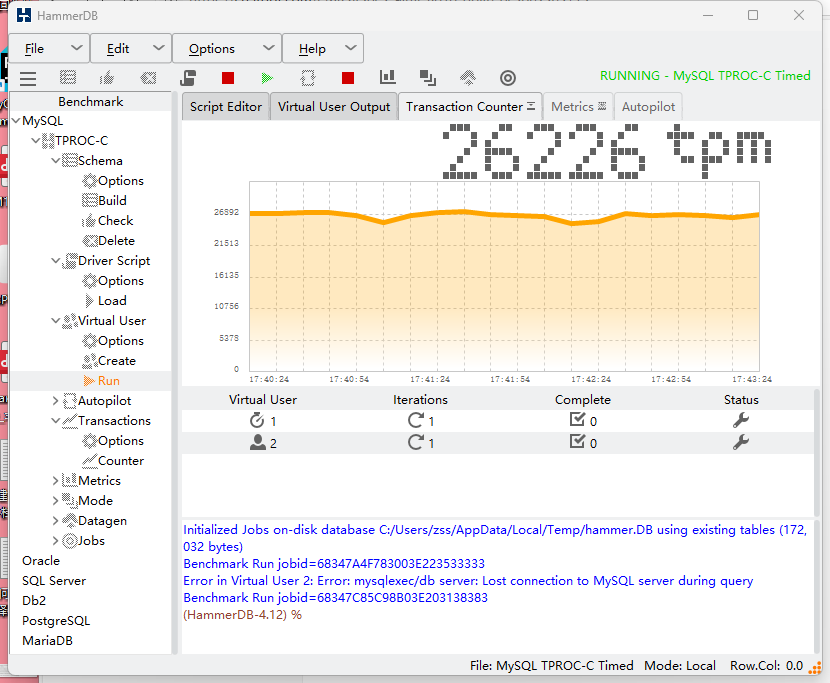 HammerDB
File Edit Options Help
RUNNING - MySQL TPROC-C Timed
Benchmark
MySQL
TPROC-C
Schema
Options
Build
Check
Delete
Driver Script
Options
Load
Virtual User
Options
Create
Run
Autopilot
Transactions
Options
Counter
Metrics
Mode
Datagen
Jobs
Oracle
SQL Server
Db2
PostgreSQL
MariaDB
Script Editor Virtual User Output Transaction Counter Metrics Autopilot
26226 tpm
26892
21513
16135
10756
5378
0
17:40:24 17:40:54 17:41:24 17:41:54 17:42:24 17:42:54 17:43:24
Virtual User Iterations Complete Status
1 1 0
2 1 0
Initialized Jobs on-disk database C:/Users/zss/AppData/Local/Temp/hammer.DB using existing tables (172,
032 bytes)
Benchmark Run jobid=68347A4F783003E223533333
Error in Virtual User 2: Error: mysqlexec/db server: Lost connection to MySQL server during query
Benchmark Run jobid=68347C85C98B03E203138383
(HammerDB-4.12) %
File: MySQL TPROC-C Timed Mode: Local Row.Col: 0.0